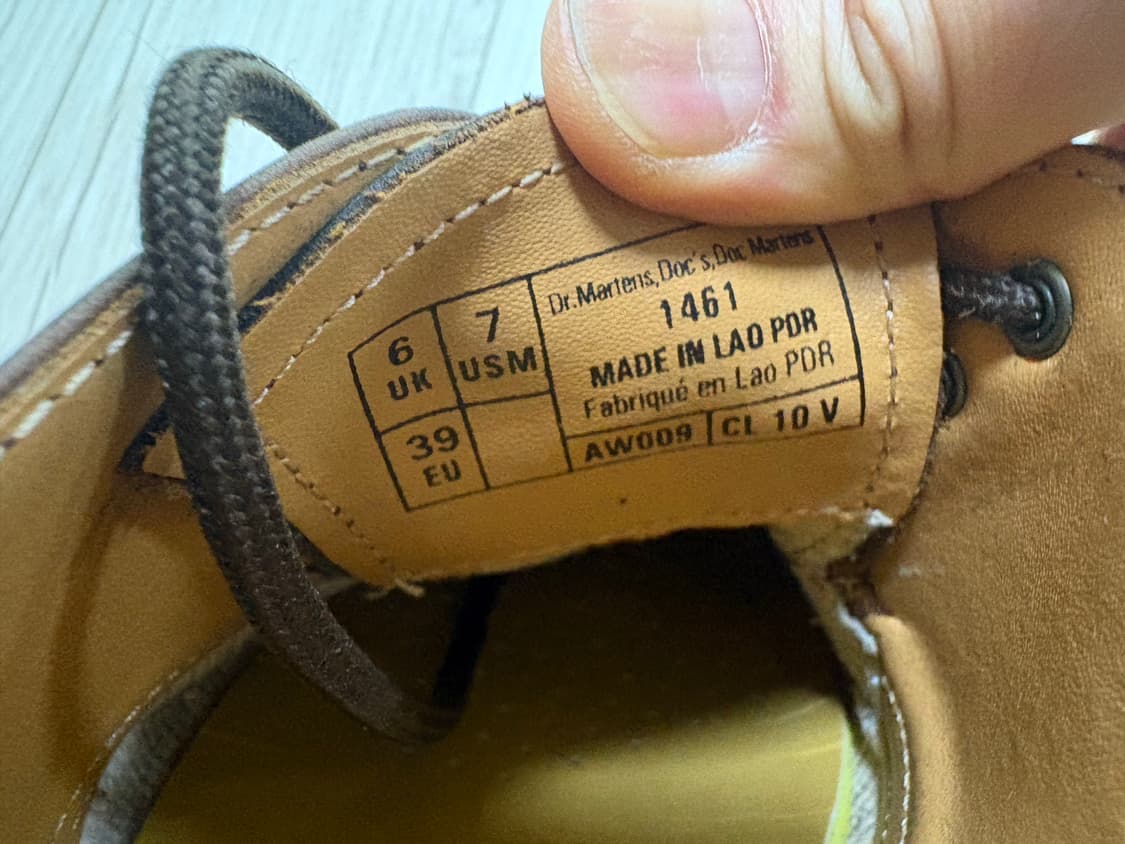 6
UK
7
USM
39
EU
Dr.Martens,Doc's,Doc Martens
1461
MADE IN LAO PDR
Fabriqué en Lao PDR
AW009
CL 10 V